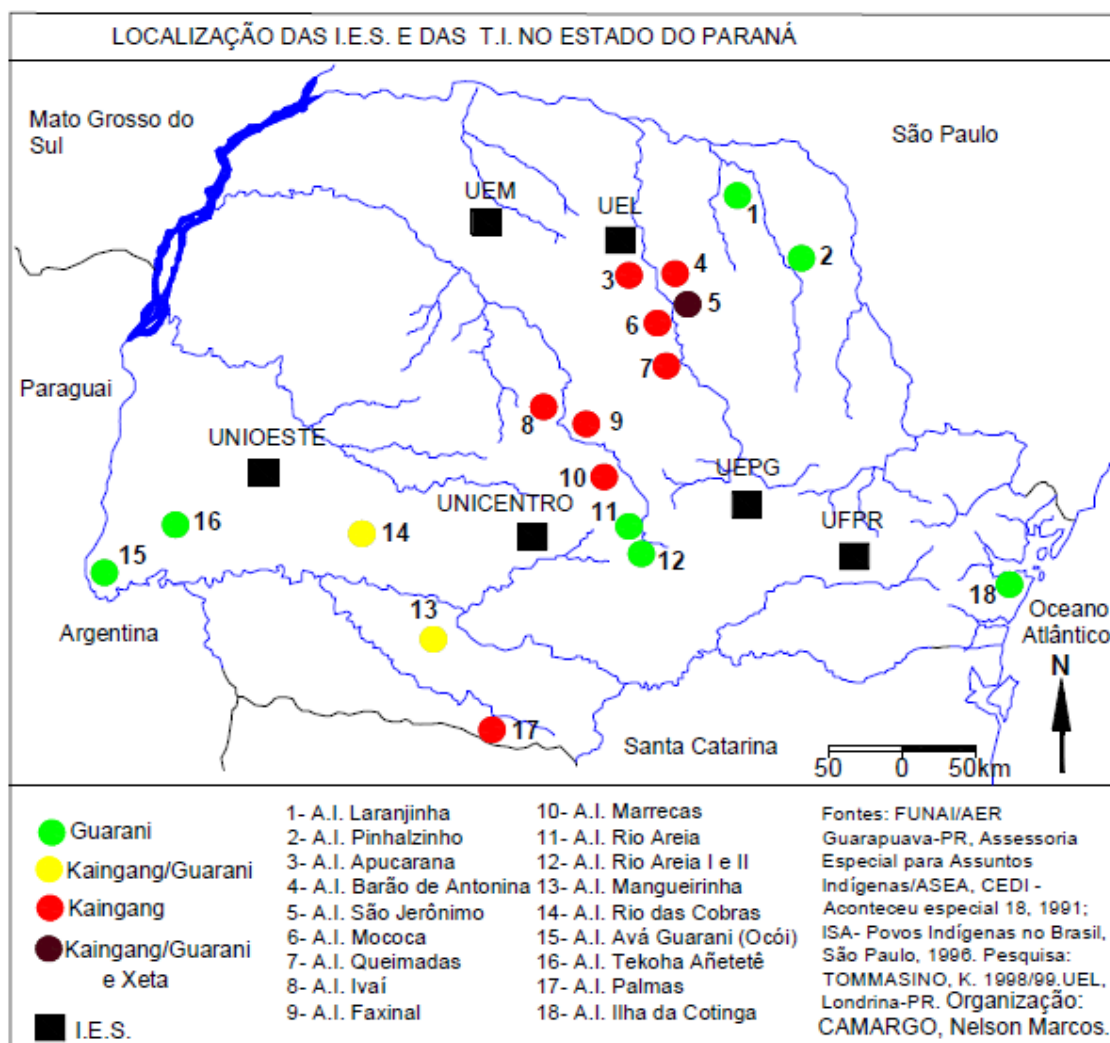 LOCALIZAÇÃO DAS I.E.S. E DAS T.I. NO ESTADO DO PARANÁ
Mato Grosso do
Sul
São Paulo
UEM
UEL
1
2
3
4
5
6
7
Paraguai
8
9
UNIOESTE
10
UEPG
UNICENTRO
11
16
14
UFPR
12
15
18
13
Argentina
Oceano
Atlântico
N
17
Santa Catarina
50 0 50km
Guarani
Kaingang/Guarani
Kaingang
Kaingang/Guarani
e Xeta
I.E.S.
1- A.I. Laranjinha
2- A.I. Pinhalzinho
3- A.I. Apucarana
4- A.I. Barão de Antonina
5- A.I. São Jerônimo
6- A.I. Mococa
7- A.I. Queimadas
8- A.I. Ivaí
9- A.I. Faxinal
10- A.I. Marrecas
11- A.I. Rio Areia
12- A.I. Rio Areia I e II
13- A.I. Mangueirinha
14- A.I. Rio das Cobras
15- A.I. Avá Guarani (Ocói)
16- A.I. Tekoha Añetetê
17- A.I. Palmas
18- A.I. Ilha da Cotinga
Fontes: FUNAI/AER
Guarapuava-PR, Assessoria
Especial para Assuntos
Indígenas/ASEA, CEDI -
Aconteceu especial 18, 1991;
ISA- Povos Indígenas no Brasil,
São Paulo, 1996. Pesquisa:
TOMMASINO, K. 1998/99.UEL,
Londrina-PR. Organização:
CAMARGO, Nelson Marcos.